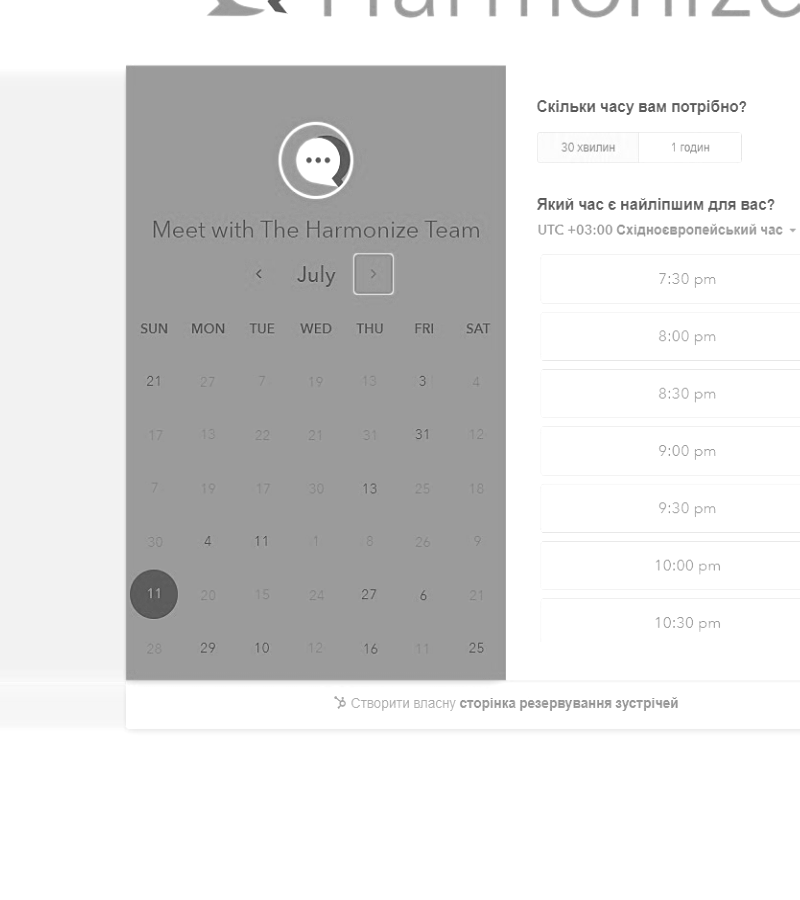 Harmonize
Meet with The Harmonize Team
July
SUN MON TUE WED THU FRI SAT
21 27 7 19 13 3 4
17 13 22 21 31 31 12
7 19 17 30 13 25 18
30 4 11 1 8 26 9
11 20 15 24 27 6 21
28 29 10 12 16 11 25
Скільки часу вам потрібно?
30 хвилин 1 годин
Який час є найліпшим для вас?
UTC +03:00 Східноєвропейський час
7:30 pm
8:00 pm
8:30 pm
9:00 pm
9:30 pm
10:00 pm
10:30 pm
Створити власну сторінка резервування зустрічей